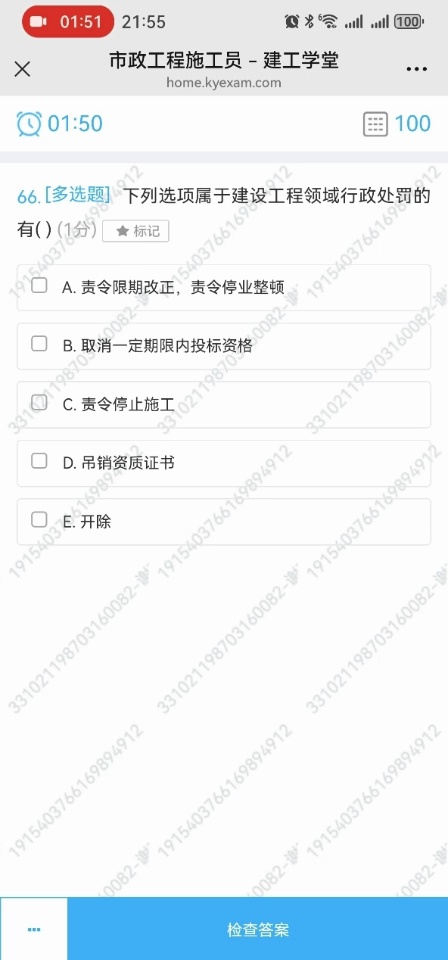 01:51 21:55 100
市政工程施工员 – 建工学堂
home.kyexam.com
01:50 100
66. [多选题] 下列选项属于建设工程领域行政处罚的
有( ) (1分) ★ 标记
A. 责令限期改正，责令停业整顿
B. 取消一定期限内投标资格
C. 责令停止施工
D. 吊销资质证书
E. 开除
检查答案
1915403766169894912
331021198703160082-谢